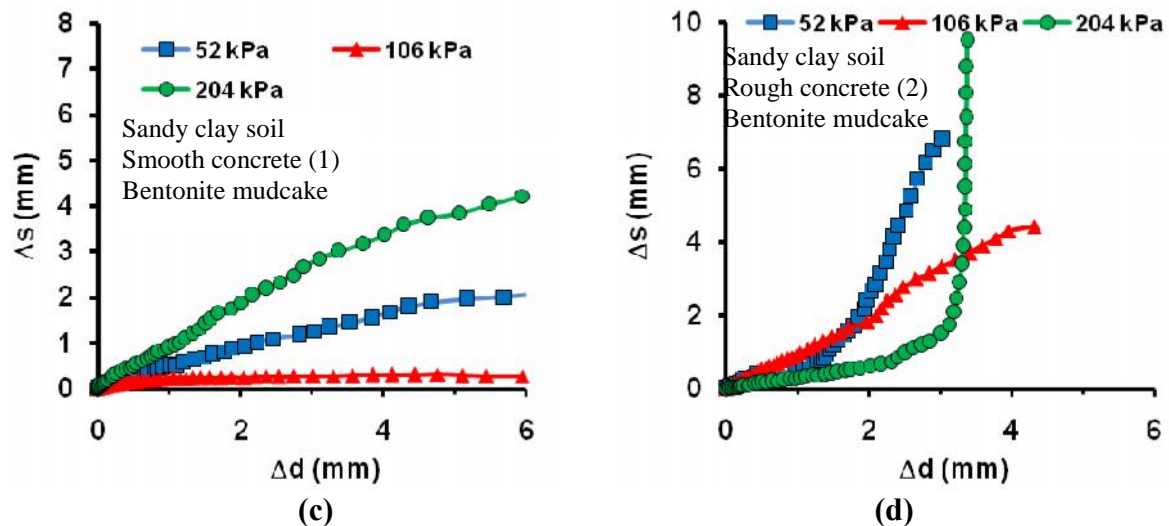 8
7
6
5
4
3
2
1
0
Δs (mm)
52 kPa
106 kPa
204 kPa
Sandy clay soil
Smooth concrete (1)
Bentonite mudcake
0
2
4
6
Δd (mm)
(c)
10
8
6
4
2
0
Δs (mm)
52 kPa 106 kPa 204 kPa
Sandy clay soil
Rough concrete (2)
Bentonite mudcake
0
2
4
6
Δd (mm)
(d)